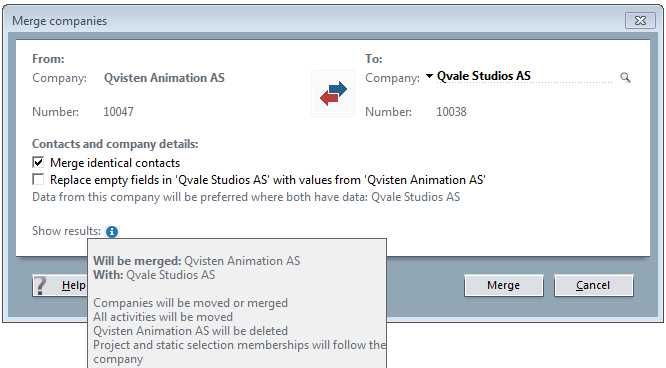 Merge companies
From:
To:
Company: Qvisten Animation AS
Company: Qvale Studios AS
Number: 10047
Number: 10038
Contacts and company details:
Merge identical contacts
Replace empty fields in 'Qvale Studios AS' with values from 'Qvisten Animation AS'
Data from this company will be preferred where both have data: Qvale Studios AS
Show results:
Will be merged: Qvisten Animation AS
With: Qvale Studios AS
? Help
Merge
Cancel
Companies will be moved or merged
All activities will be moved
Qvisten Animation AS will be deleted
Project and static selection memberships will follow the
company